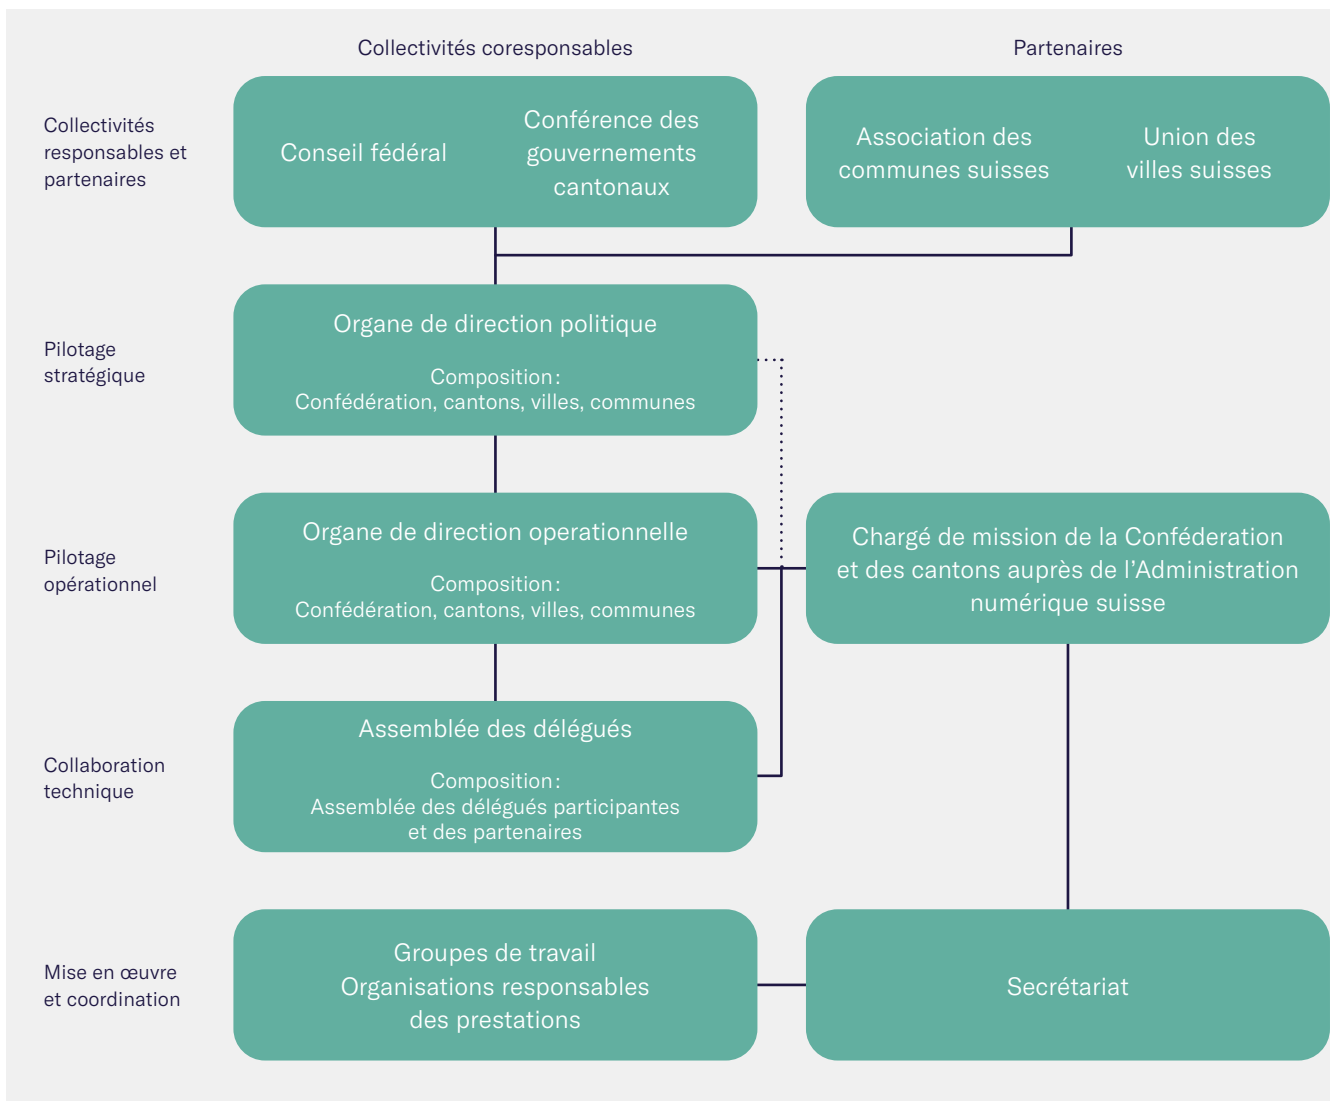 Collectivités coresponsables
Partenaires
Collectivités
responsables et
partenaires
Conseil fédéral
Conférence des
gouvernements
cantonaux
Association des
communes suisses
Union des
villes suisses
Pilotage
stratégique
Organe de direction politique
Composition :
Confédération, cantons, villes, communes
Pilotage
opérationnel
Organe de direction operationnelle
Composition :
Confédération, cantons, villes, communes
Chargé de mission de la Conféderation
et des cantons auprès de l’Administration
numérique suisse
Collaboration
technique
Assemblée des délégués
Composition :
Assemblée des délégués participantes
et des partenaires
Mise en œuvre
et coordination
Groupes de travail
Organisations responsables
des prestations
Secrétariat